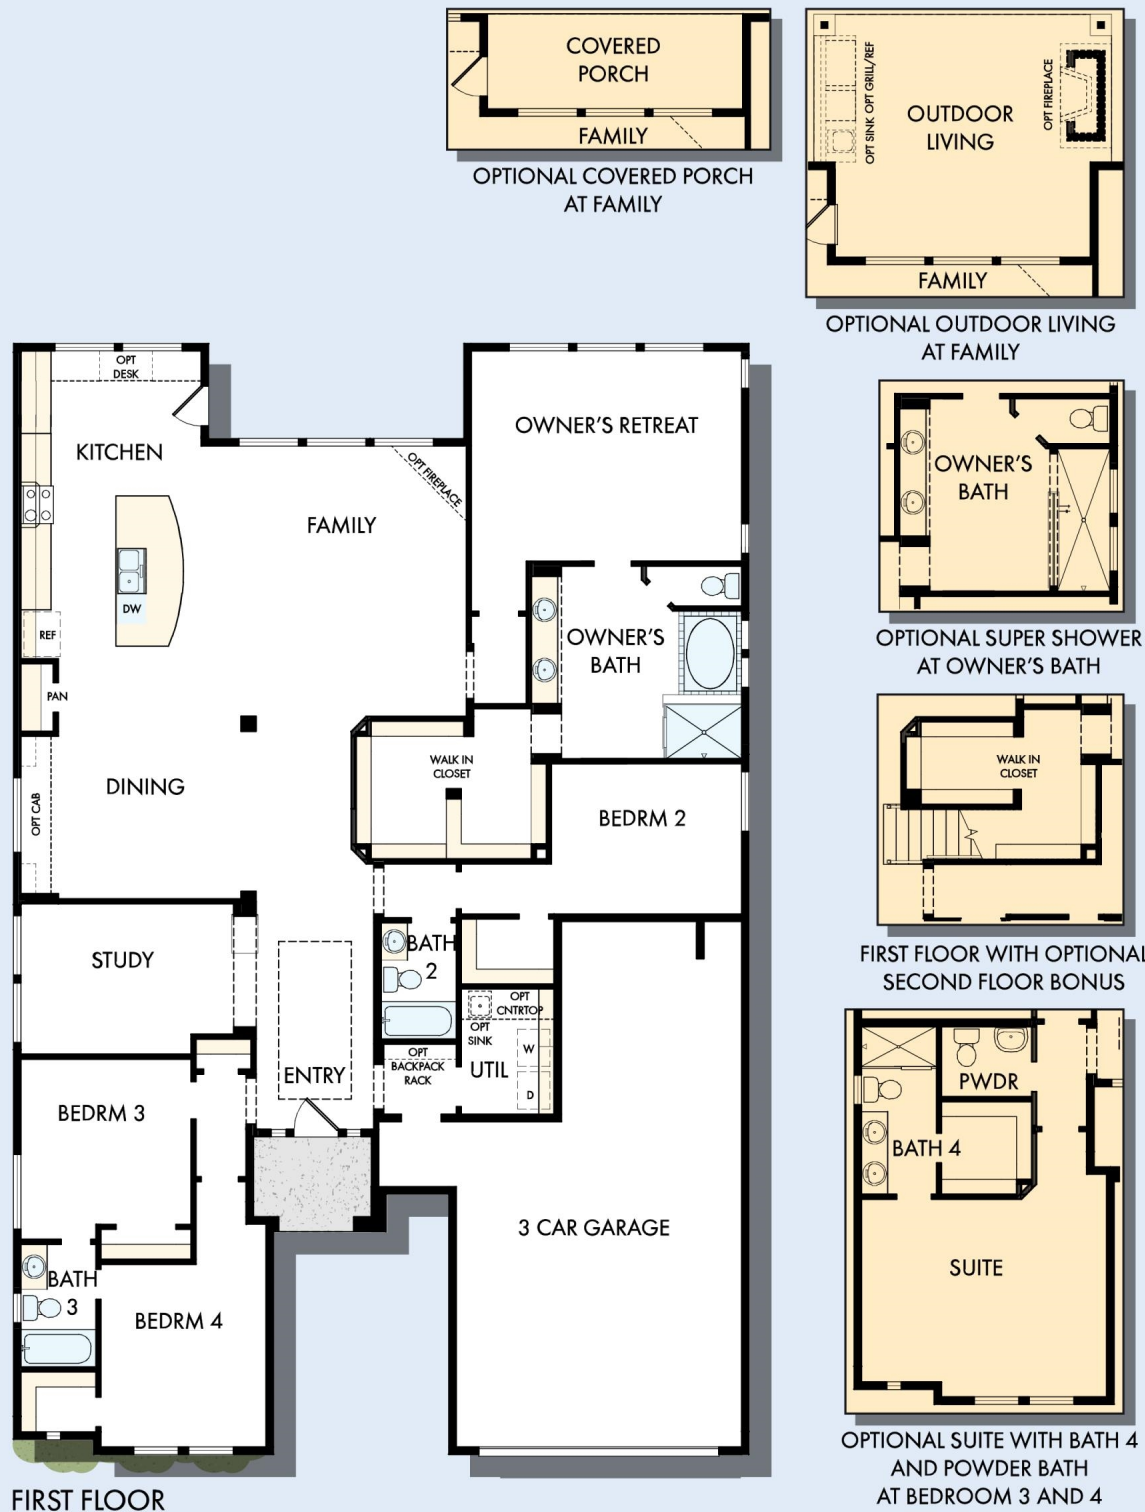 COVERED
PORCH
FAMILY
OPTIONAL COVERED PORCH
AT FAMILY
OPT SINK OPT GRILL/REF
OUTDOOR
LIVING
OPT FIREPLACE
FAMILY
OPTIONAL OUTDOOR LIVING
AT FAMILY
OPT
DESK
KITCHEN
OWNER'S RETREAT
OPT FIREPLACE
FAMILY
DW
REF
PAN
OWNER'S
BATH
DINING
OPT CAB
WALK IN
CLOSET
BEDRM 2
STUDY
BATH
2
OPT
CNTRTOP
OPT
SINK
W
D
UTIL
OPT
BACKPACK
RACK
ENTRY
BEDRM 3
3 CAR GARAGE
BATH
3
BEDRM 4
FIRST FLOOR
OWNER'S
BATH
OPTIONAL SUPER SHOWER
AT OWNER'S BATH
WALK IN
CLOSET
FIRST FLOOR WITH OPTIONAL
SECOND FLOOR BONUS
PWDR
BATH 4
SUITE
OPTIONAL SUITE WITH BATH 4
AND POWDER BATH
AT BEDROOM 3 AND 4